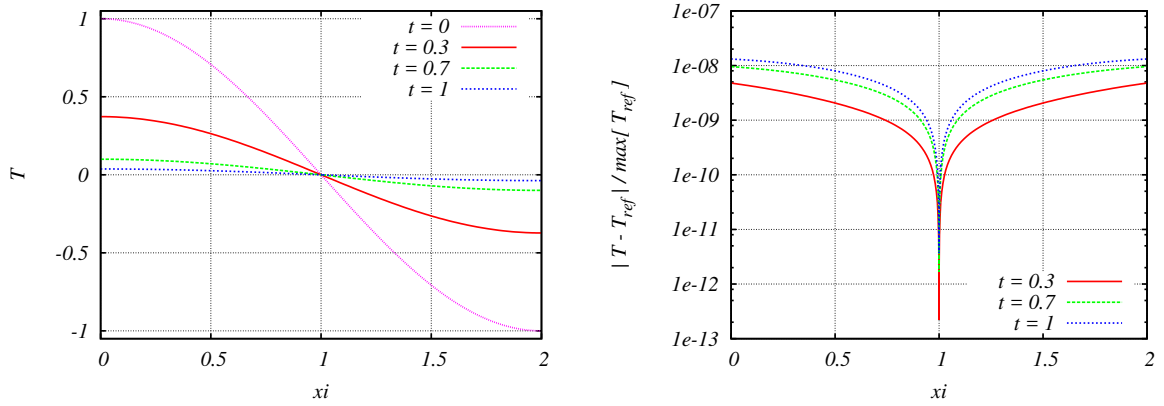 1
0.5
0
-0.5
-1
T
t = 0
t = 0.3
t = 0.7
t = 1
0 0.5 1 1.5 2
xi
1e-07
1e-08
1e-09
1e-10
1e-11
1e-12
1e-13
| T - T_ref | / max[ T_ref ]
t = 0.3
t = 0.7
t = 1
0 0.5 1 1.5 2
xi